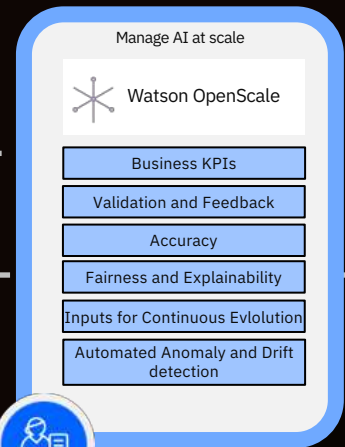 Manage AI at scale
Watson OpenScale
Business KPIs
Validation and Feedback
Accuracy
Fairness and Explainability
Inputs for Continuous Evlolution
Automated Anomaly and Drift
detection